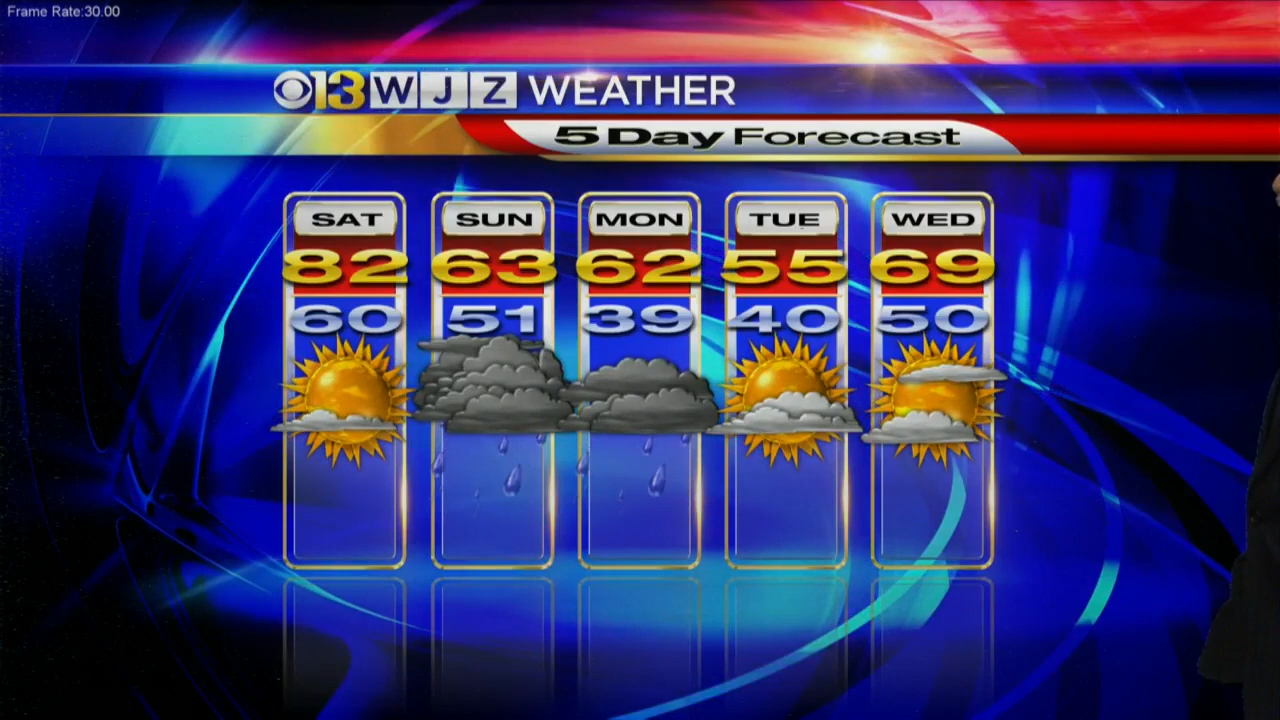 Frame Rate:30.00
13 WJZ WEATHER
5 Day Forecast
SAT SUN MON TUE WED
82 63 62 55 69
60 51 39 40 50